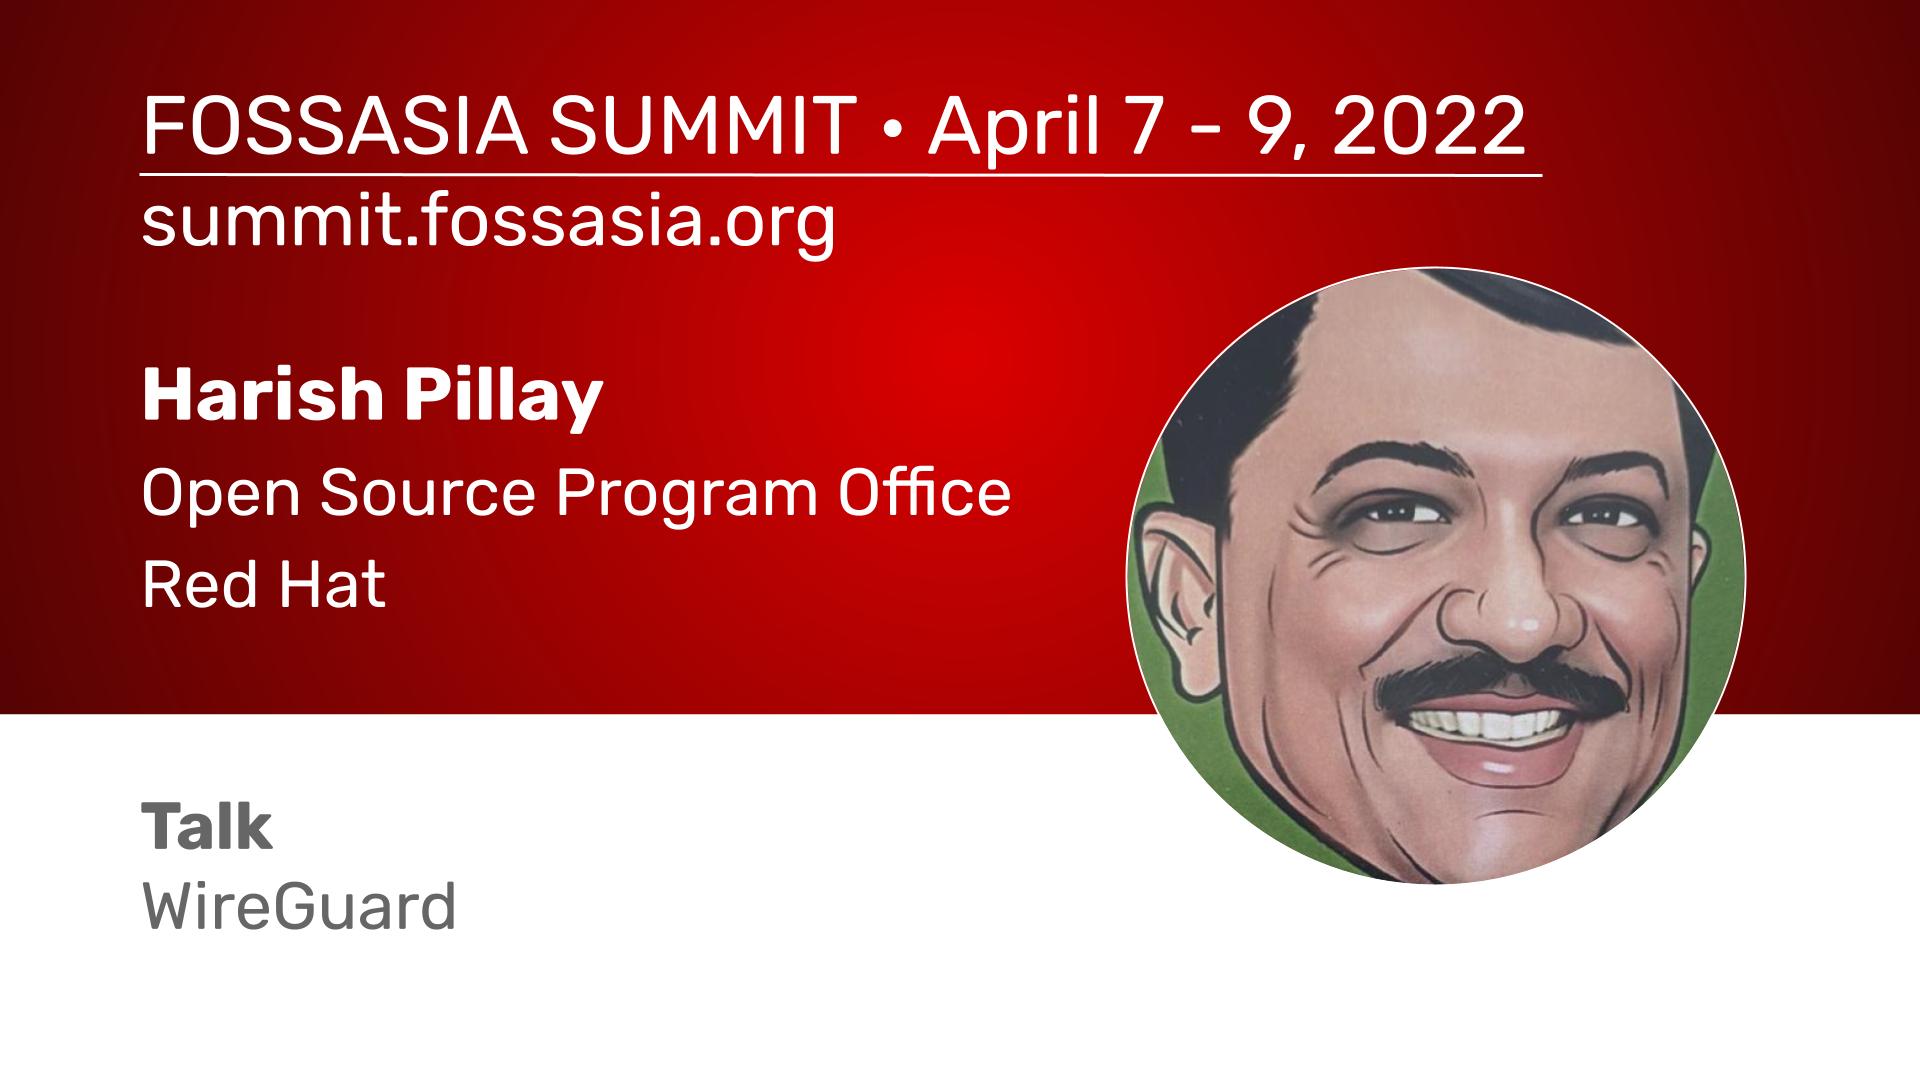 FOSSASIA SUMMIT • April 7 - 9, 2022
summit.fossasia.org
Harish Pillay
Open Source Program Office
Red Hat
Talk
WireGuard